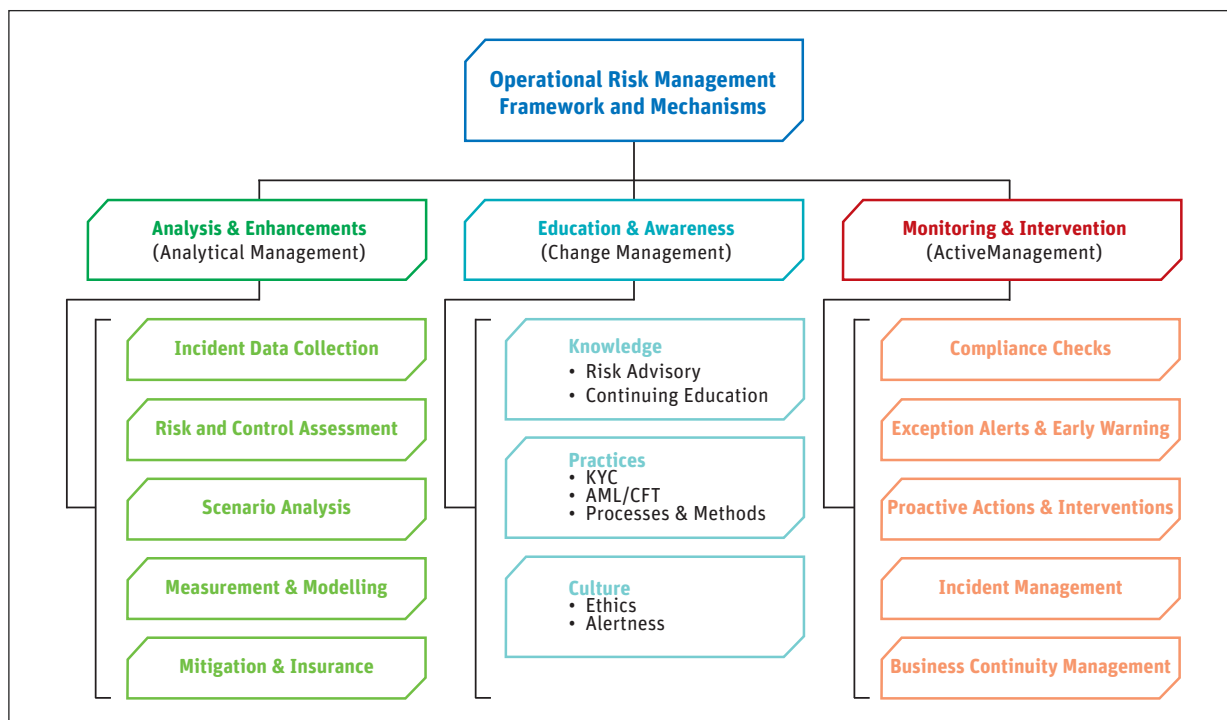 Operational Risk Management
Framework and Mechanisms
Analysis & Enhancements
(Analytical Management)
Incident Data Collection
Risk and Control Assessment
Scenario Analysis
Measurement & Modelling
Mitigation & Insurance
Education & Awareness
(Change Management)
Knowledge
• Risk Advisory
• Continuing Education
Practices
• KYC
• AML/CFT
• Processes & Methods
Culture
• Ethics
• Alertness
Monitoring & Intervention
(ActiveManagement)
Compliance Checks
Exception Alerts & Early Warning
Proactive Actions & Interventions
Incident Management
Business Continuity Management